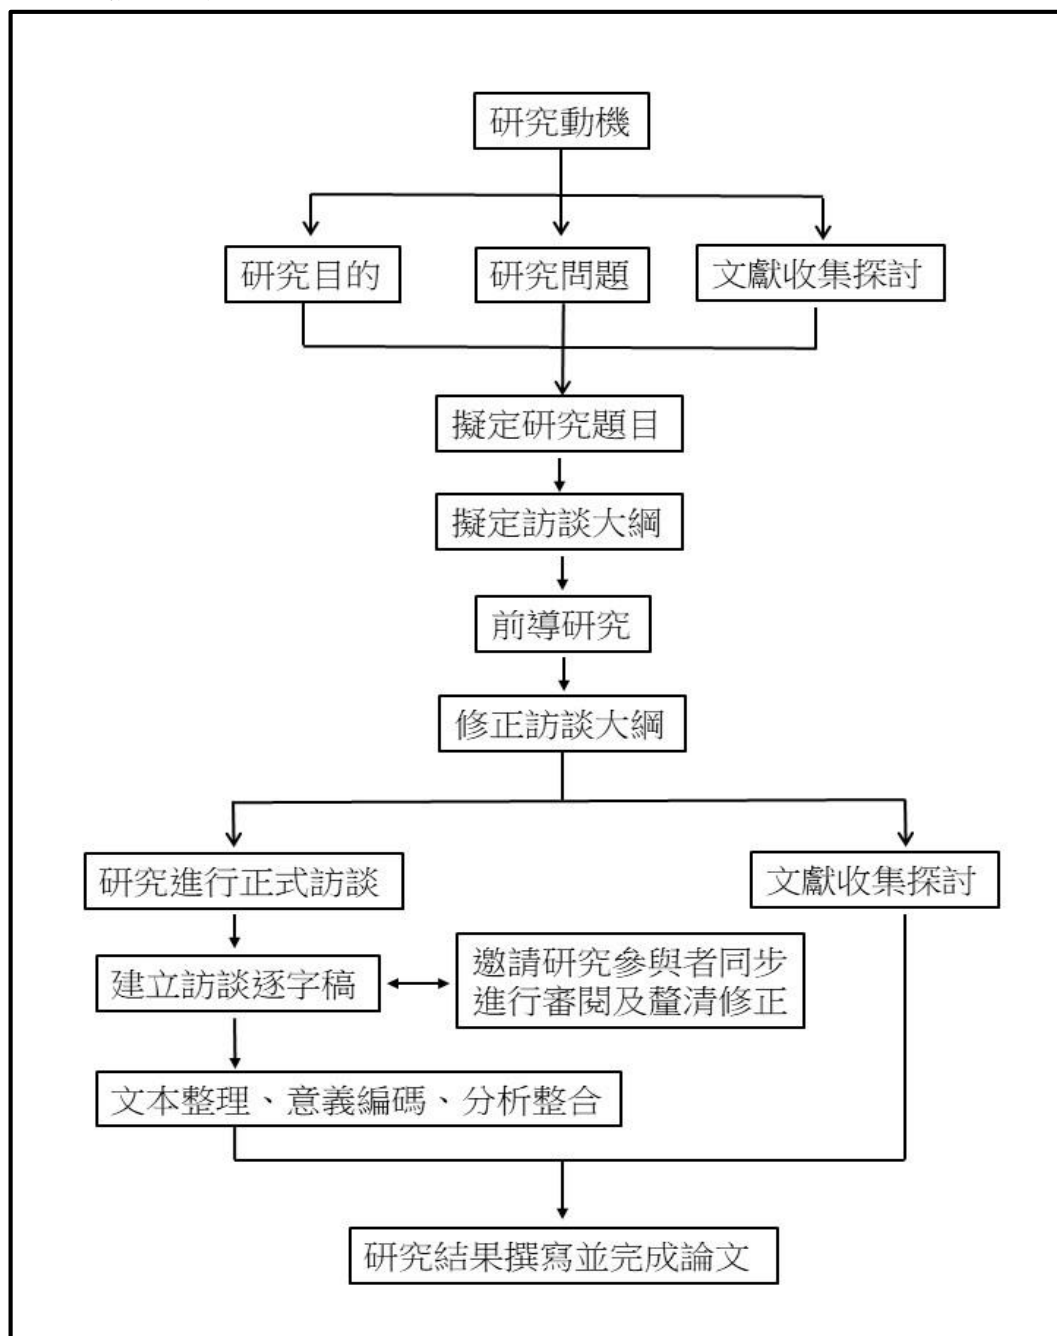 研究動機
研究目的
研究問題
文獻收集探討
擬定研究題目
擬定訪談大綱
前導研究
修正訪談大綱
研究進行正式訪談
文獻收集探討
建立訪談逐字稿
邀請研究參與者同步
進行審閱及釐清修正
文本整理、意義編碼、分析整合
研究結果撰寫並完成論文